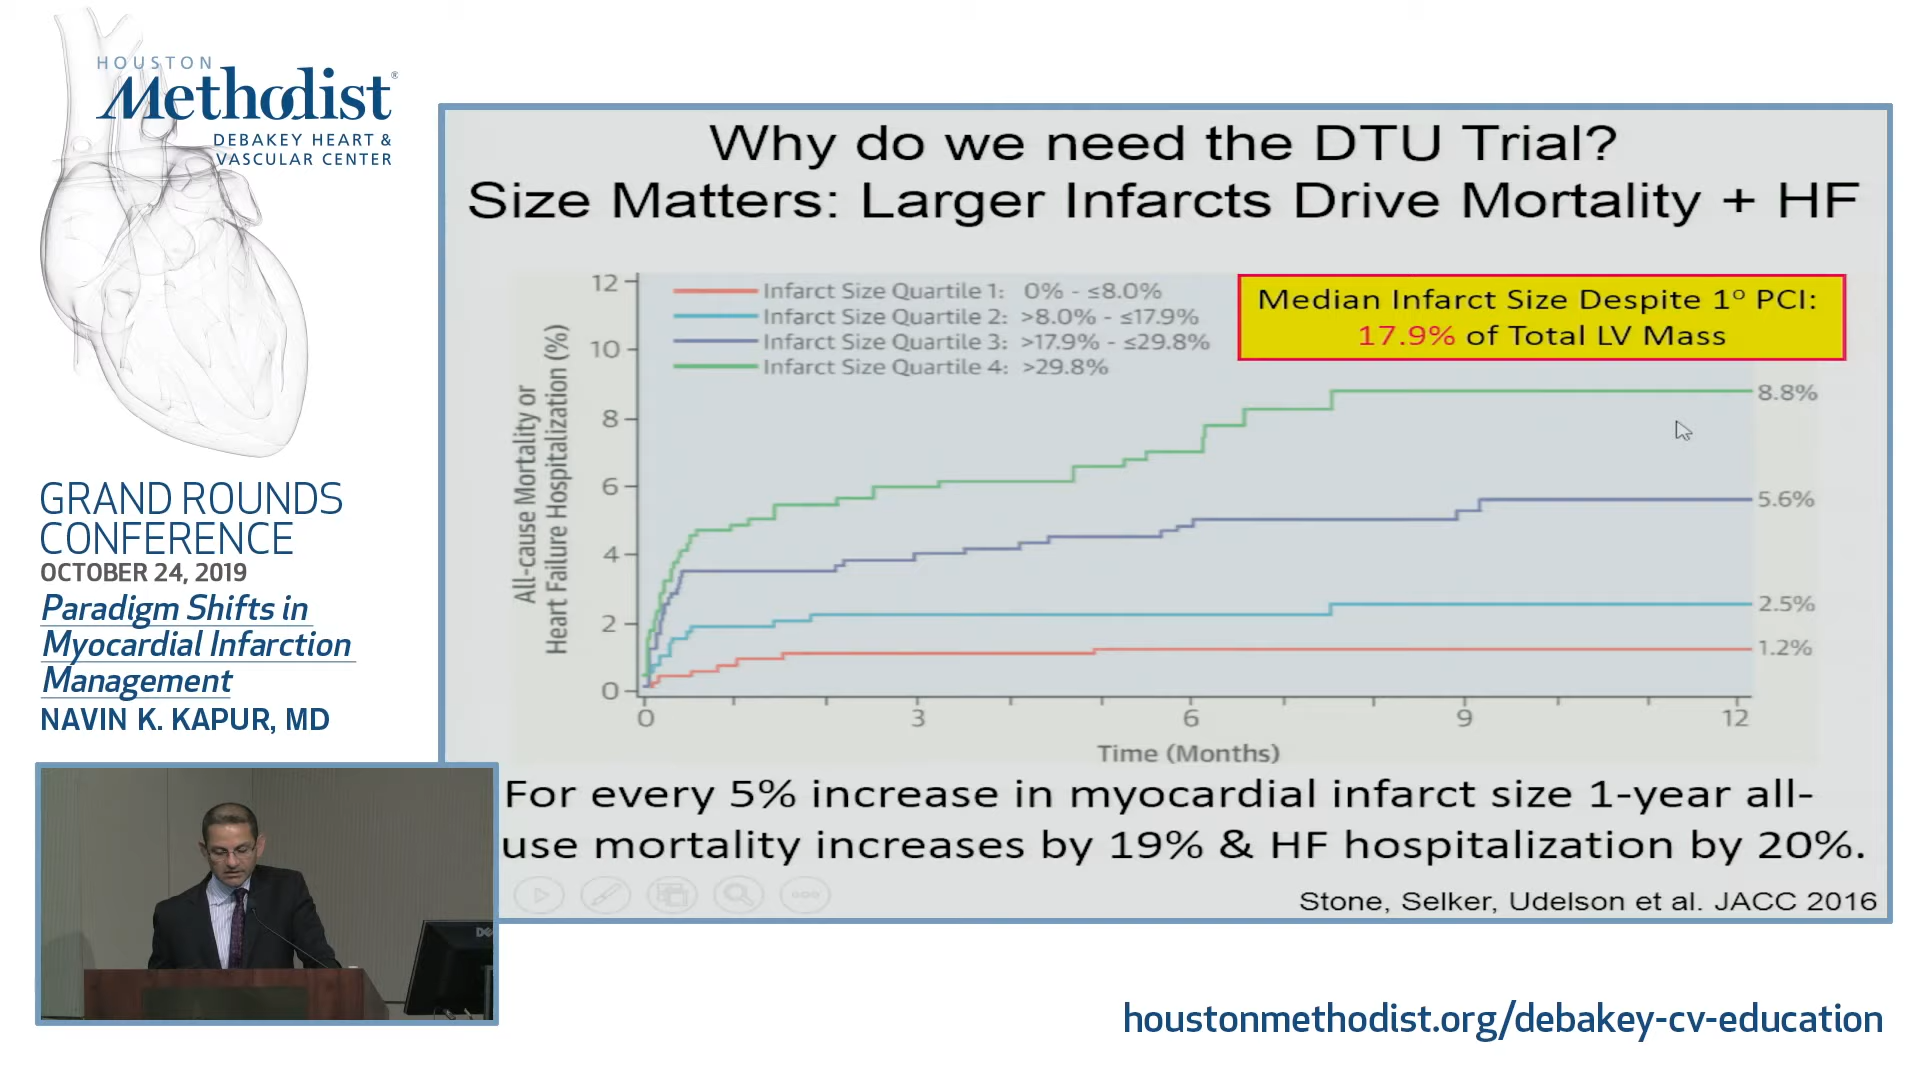 HOUSTON
Methodist®
DEBAKEY HEART &
VASCULAR CENTER
GRAND ROUNDS
CONFERENCE
OCTOBER 24, 2019
Paradigm Shifts in
Myocardial Infarction
Management
NAVIN K. KAPUR, MD
Why do we need the DTU Trial?
Size Matters: Larger Infarcts Drive Mortality + HF
Infarct Size Quartile 1: 0% - ≤8.0%
Infarct Size Quartile 2: >8.0% - ≤17.9%
Infarct Size Quartile 3: >17.9% - ≤29.8%
Infarct Size Quartile 4: >29.8%
Median Infarct Size Despite 1º PCI:
17.9% of Total LV Mass
All-cause Mortality or
Heart Failure Hospitalization (%)
12
10
8
6
4
2
0
8.8%
5.6%
2.5%
1.2%
0 3 6 9 12
Time (Months)
For every 5% increase in myocardial infarct size 1-year all-
use mortality increases by 19% & HF hospitalization by 20%.
Stone, Selker, Udelson et al. JACC 2016
houstonmethodist.org/debakey-cv-education